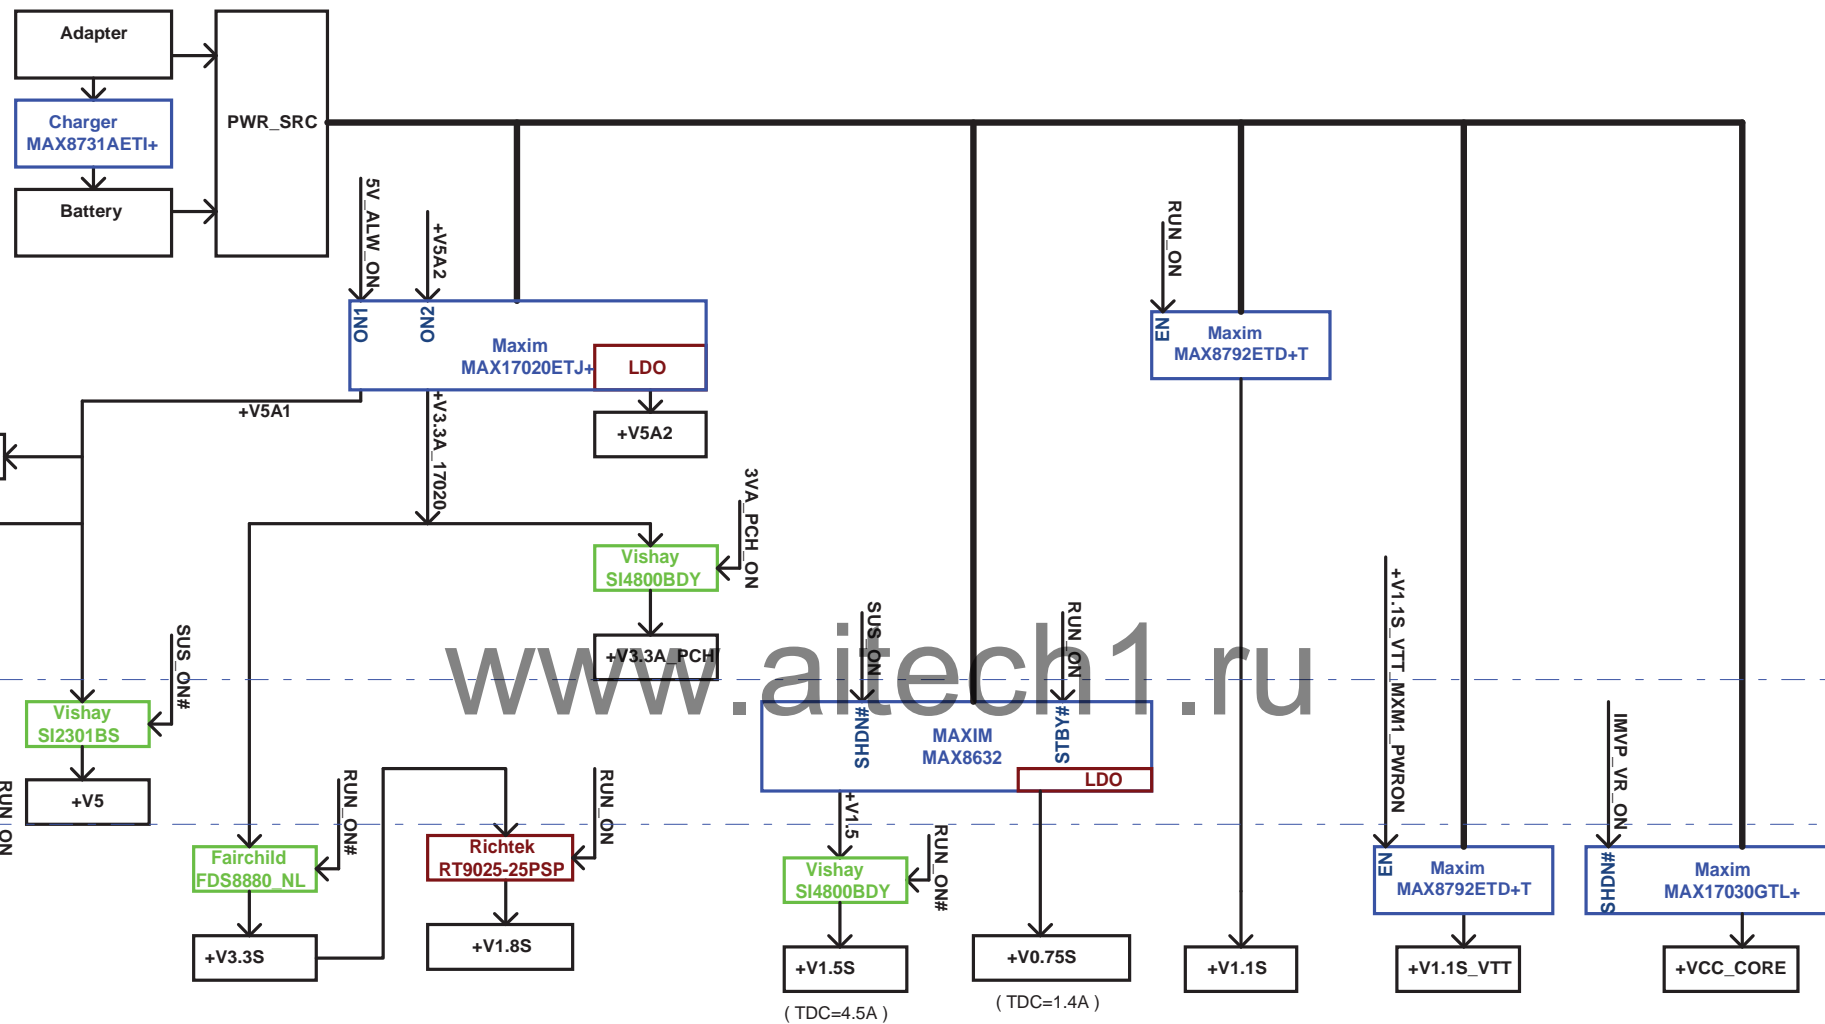 Adapter
Charger
MAX8731AETI+
Battery
PWR_SRC
5V_ALW_ON
+V5A2
RUN_ON
ON1
ON2
Maxim
MAX17020ETJ+
LDO
EN
Maxim
MAX8792ETD+T
+V5A1
+V3.3A_17020
+V5A2
3VA_PCH_ON
Vishay
SI4800BDY
+V3.3A_PCH
www.aitech1.ru
SUS_ON#
SUS_ON
RUN_ON
+V1.1S_VTT_MXM1_PWRON
IMVP_VR_ON
Vishay
SI2301BS
+V5
RUN_ON
SHDN#
MAXIM
MAX8632
STBY#
LDO
RUN_ON#
RUN_ON
+V1.5
RUN_ON#
Fairchild
FDS8880_NL
Richtek
RT9025-25PSP
Vishay
SI4800BDY
EN
Maxim
MAX8792ETD+T
SHDN#
Maxim
MAX17030GTL+
+V3.3S
+V1.8S
+V1.5S
+V0.75S
+V1.1S
+V1.1S_VTT
+VCC_CORE
( TDC=4.5A )
( TDC=1.4A )